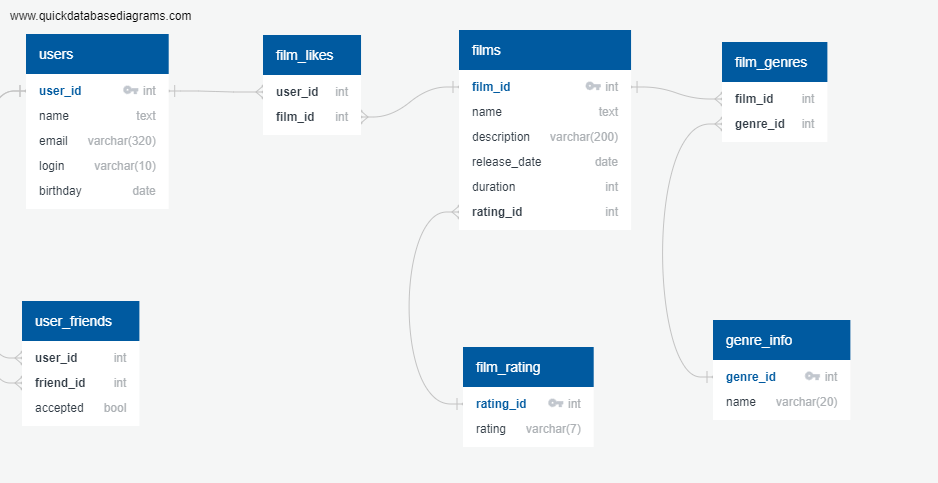 www.quickdatabasediagrams.com
users
user_id int
name text
email varchar(320)
login varchar(10)
birthday date
film_likes
user_id int
film_id int
films
film_id int
name text
description varchar(200)
release_date date
duration int
rating_id int
film_genres
film_id int
genre_id int
user_friends
user_id int
friend_id int
accepted bool
film_rating
rating_id int
rating varchar(7)
genre_info
genre_id int
name varchar(20)